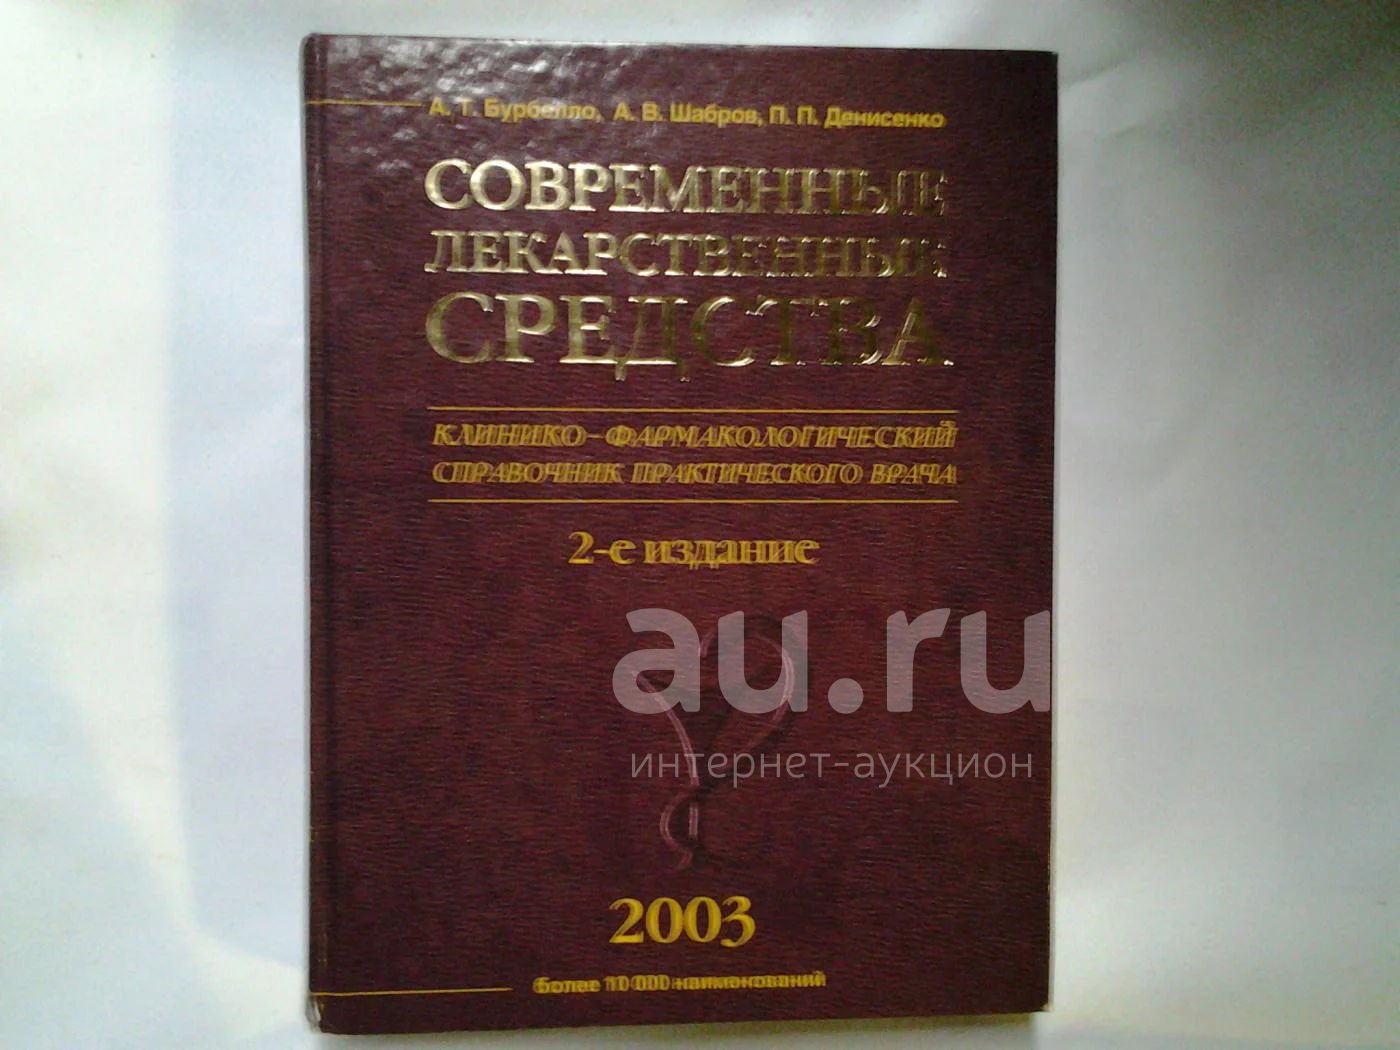 А. Т. Бурбелло, А. В. Шабров, П. П. Денисенко
СОВРЕМЕННЫЕ
ЛЕКАРСТВЕННЫЕ
СРЕДСТВА
КЛИНИКО-ФАРМАКОЛОГИЧЕСКИЙ
СПРАВОЧНИК ПРАКТИЧЕСКОГО ВРАЧА
2-е издание
au.ru
интернет-аукцион
2003
более 10 000 наименований